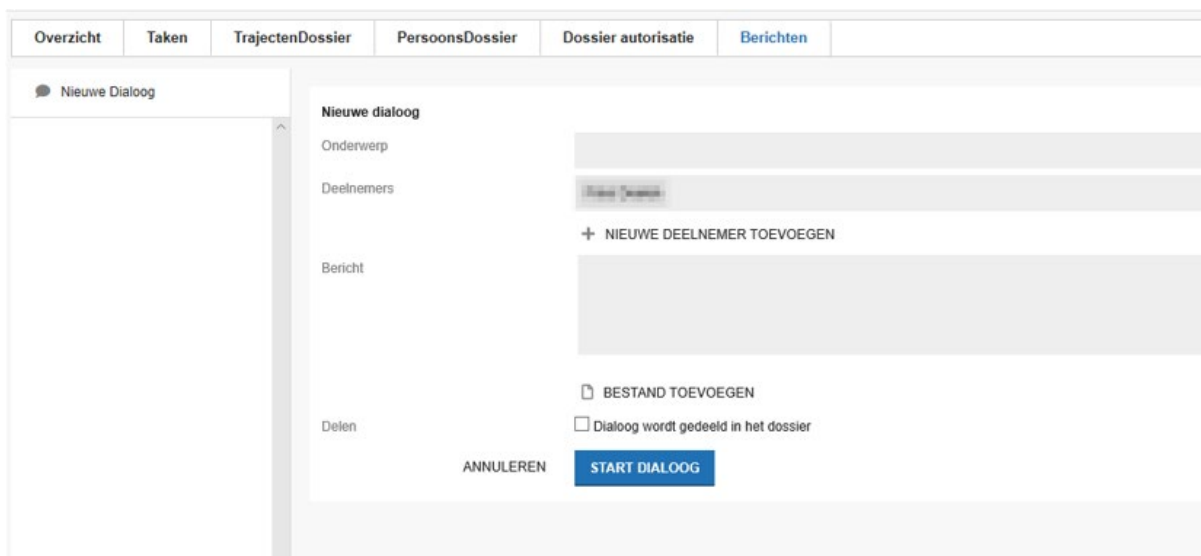 Overzicht Taken TrajectenDossier PersoonsDossier Dossier autorisatie Berichten
Nieuwe Dialoog
Nieuwe dialoog
Onderwerp
Deelnemers
NIEUWE DEELNEMER TOEVOEGEN
Bericht
BESTAND TOEVOEGEN
Delen Dialoog wordt gedeeld in het dossier
ANNULEREN START DIALOOG